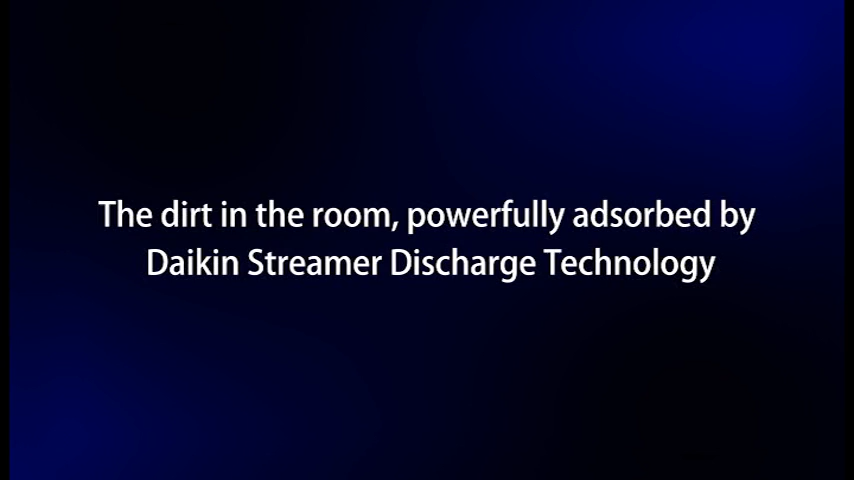 The dirt in the room, powerfully adsorbed by
Daikin Streamer Discharge Technology